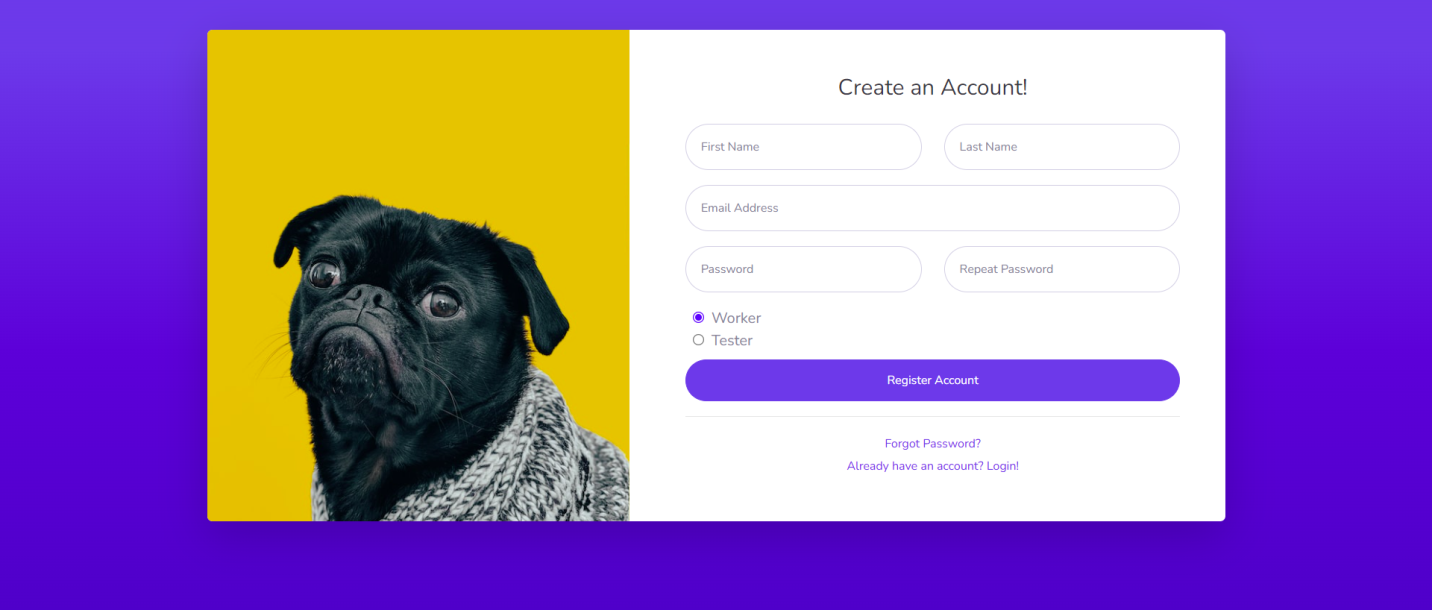 Create an Account!
First Name
Last Name
Email Address
Password
Repeat Password
Worker
Tester
Register Account
Forgot Password?
Already have an account? Login!